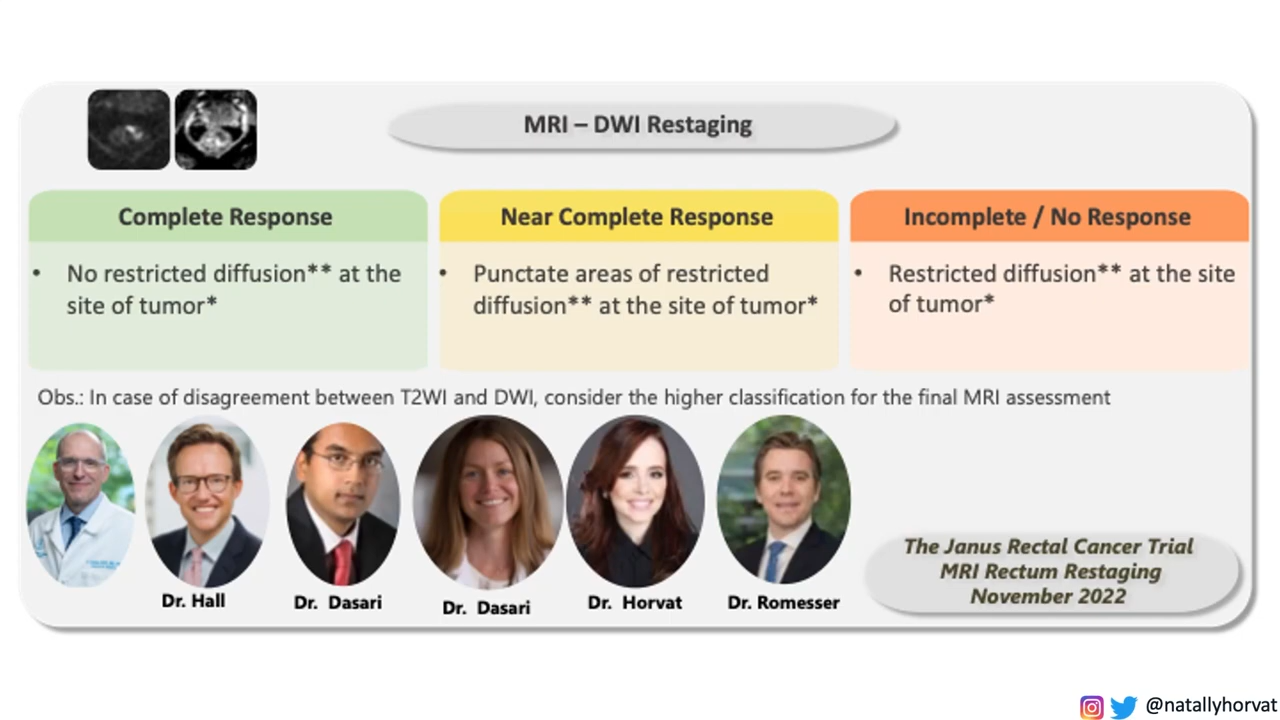 MRI – DWI Restaging
Complete Response
• No restricted diffusion** at the
site of tumor*
Near Complete Response
• Punctate areas of restricted
diffusion** at the site of tumor*
Incomplete / No Response
• Restricted diffusion** at the site
of tumor*
Obs.: In case of disagreement between T2WI and DWI, consider the higher classification for the final MRI assessment
Dr. Hall
Dr. Dasari
Dr. Dasari
Dr. Horvat
Dr. Romesser
The Janus Rectal Cancer Trial
MRI Rectum Restaging
November 2022
@natallyhorvat